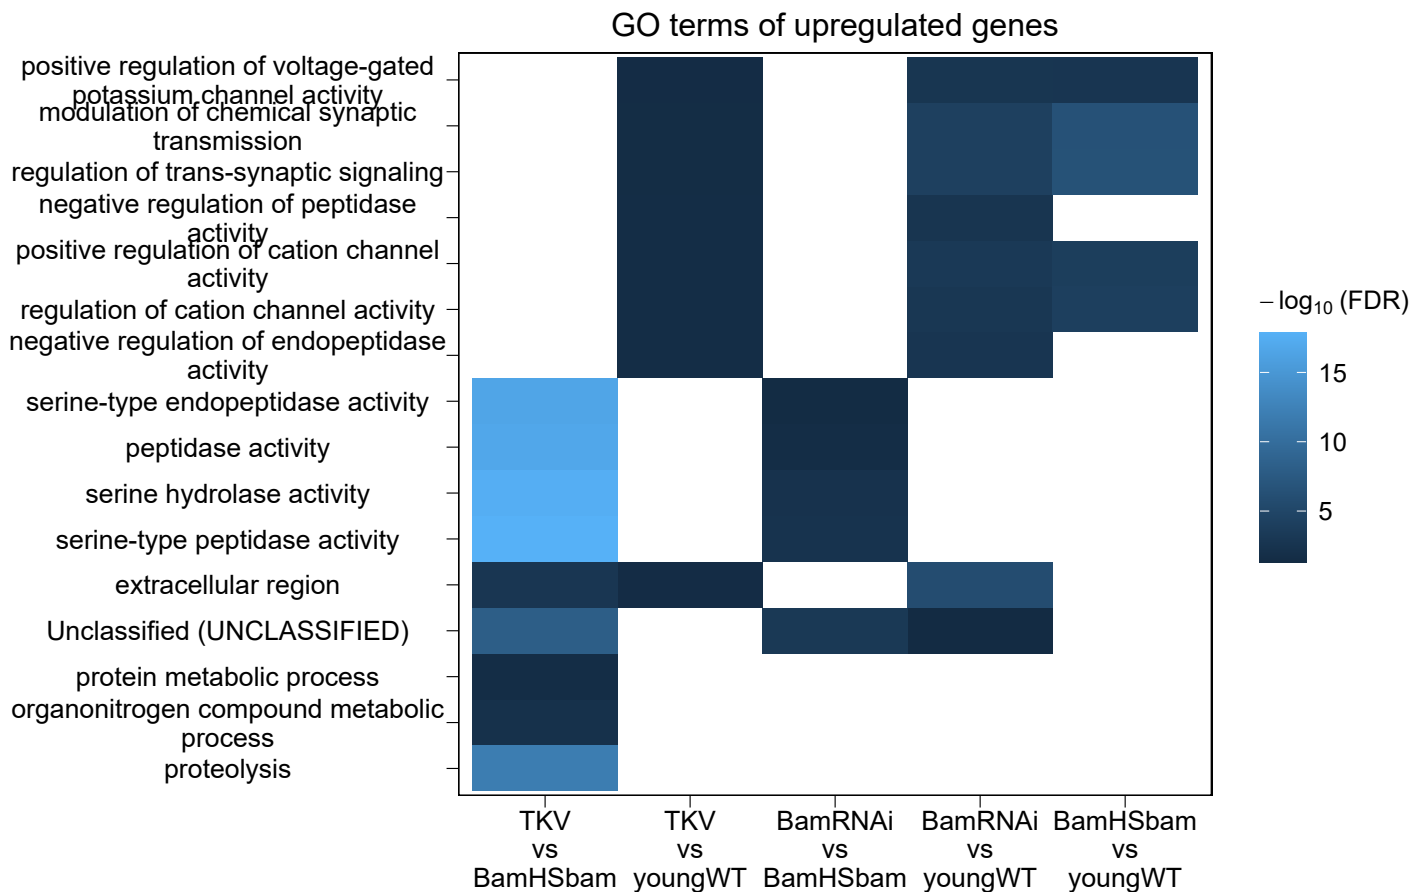 GO terms of upregulated genes
positive regulation of voltage-gated
potassium channel activity
modulation of chemical synaptic
transmission
regulation of trans-synaptic signaling
negative regulation of peptidase
activity
positive regulation of cation channel
activity
regulation of cation channel activity
negative regulation of endopeptidase
activity
serine-type endopeptidase activity
peptidase activity
serine hydrolase activity
serine-type peptidase activity
extracellular region
Unclassified (UNCLASSIFIED)
protein metabolic process
organonitrogen compound metabolic
process
proteolysis
TKV
vs
BamHSbam
TKV
vs
youngWT
BamRNAi
vs
BamHSbam
BamRNAi
vs
youngWT
BamHSbam
vs
youngWT
− log₁₀ (FDR)
15
10
5